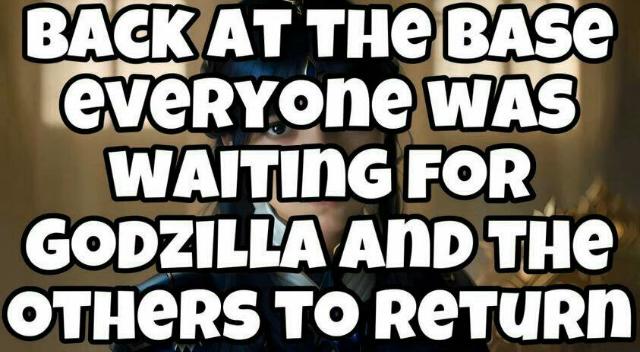 BACK AT THE BASE
EVERYONE WAS
WAITING FOR
GODZILLA AND THE
OTHERS TO RETURN